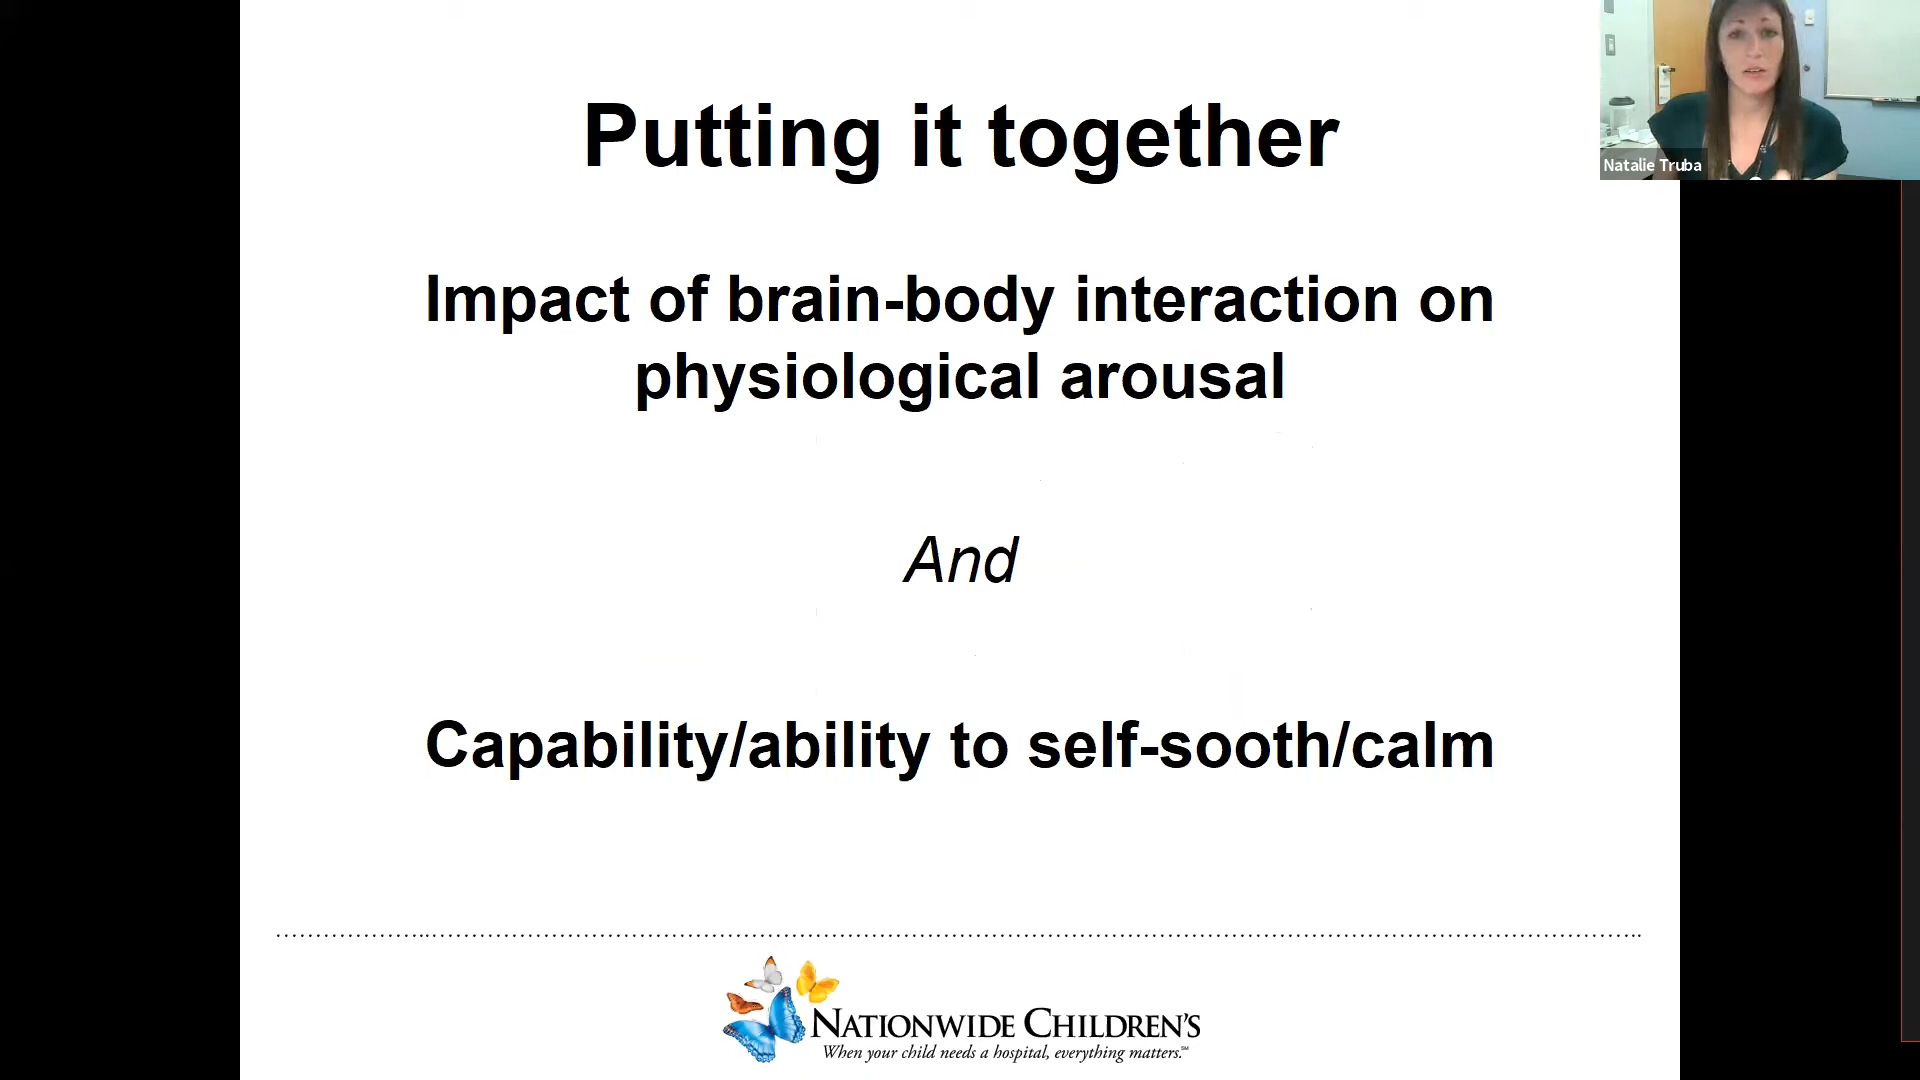 Putting it together
Natalie Truba
Impact of brain-body interaction on
physiological arousal
And
Capability/ability to self-sooth/calm
NATIONWIDE CHILDREN'S
When your child needs a hospital, everything matters.℠